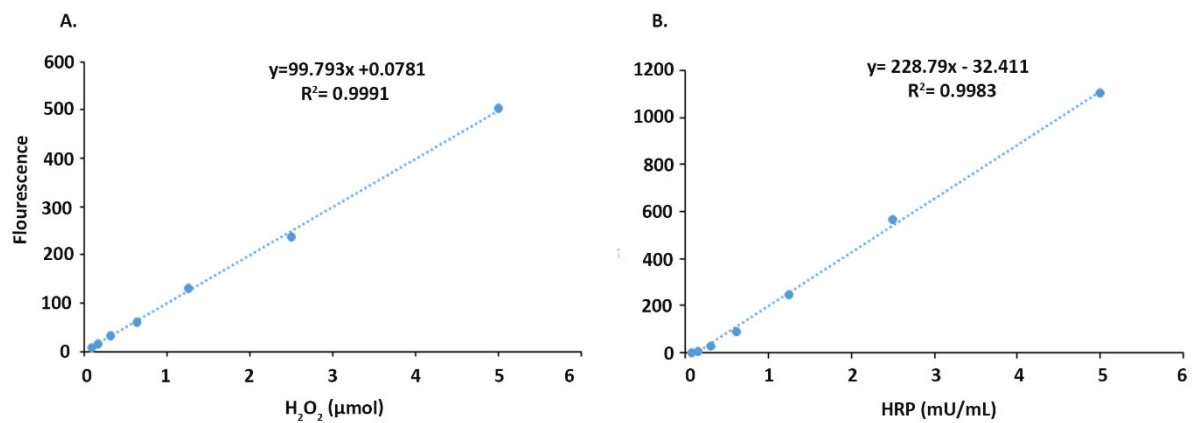 A.
y=99.793x +0.0781
R²= 0.9991
Flourescence
600
500
400
300
200
100
0
0 1 2 3 4 5 6
H₂O₂ (μmol)
B.
y= 228.79x - 32.411
R²= 0.9983
1200
1000
800
600
400
200
0
0 1 2 3 4 5 6
HRP (mU/mL)